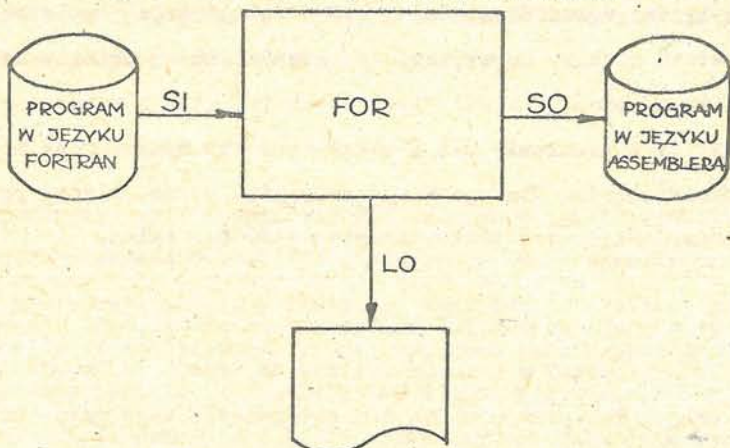 PROGRAM
W JĘZYKU
FORTRAN
SI
FOR
SO
PROGRAM
W JĘZYKU
ASSEMBLERA
LO